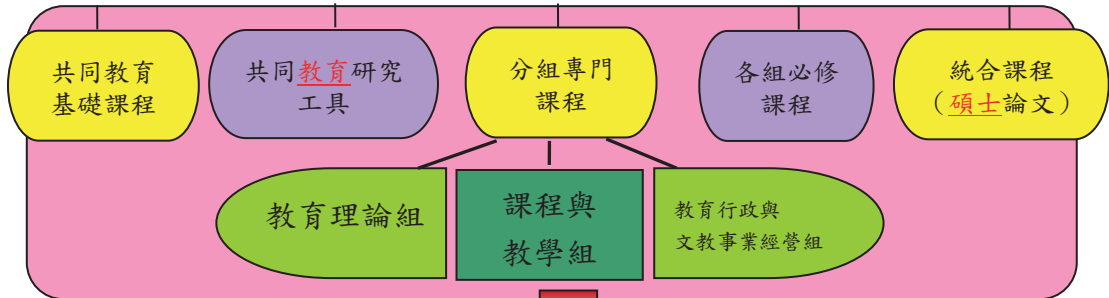 共同教育
基礎課程
共同教育研究
工具
分組專門
課程
各組必修
課程
統合課程
（碩士論文）
教育理論組
課程與
教學組
教育行政與
文教事業經營組